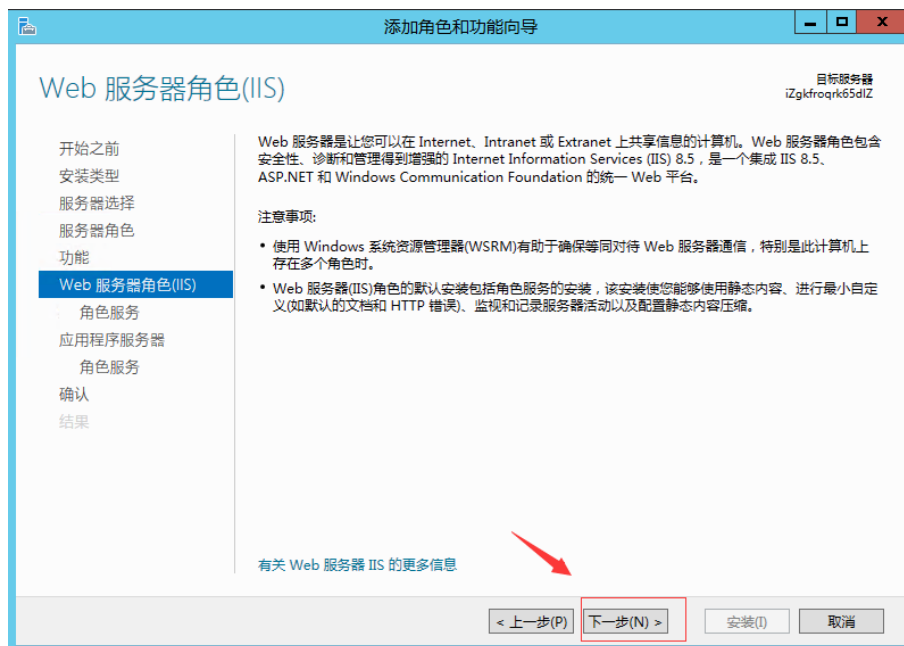 添加角色和功能向导
Web 服务器角色(IIS)
目标服务器
iZgkfroqrk65dlZ
开始之前
安装类型
服务器选择
服务器角色
功能
Web 服务器角色(IIS)
角色服务
应用程序服务器
角色服务
确认
结果
Web 服务器是让您可以在 Internet、Intranet 或 Extranet 上共享信息的计算机。Web 服务器角色包含
安全性、诊断和管理得到增强的 Internet Information Services (IIS) 8.5，是一个集成 IIS 8.5、
ASP.NET 和 Windows Communication Foundation 的统一 Web 平台。
注意事项:
• 使用 Windows 系统资源管理器(WSRM)有助于确保等同对待 Web 服务器通信，特别是此计算机上
存在多个角色时。
• Web 服务器(IIS)角色的默认安装包括角色服务的安装，该安装使您能够使用静态内容、进行最小自定
义(如默认的文档和 HTTP 错误)、监视和记录服务器活动以及配置静态内容压缩。
有关 Web 服务器 IIS 的更多信息
< 上一步(P)
下一步(N) >
安装(I)
取消